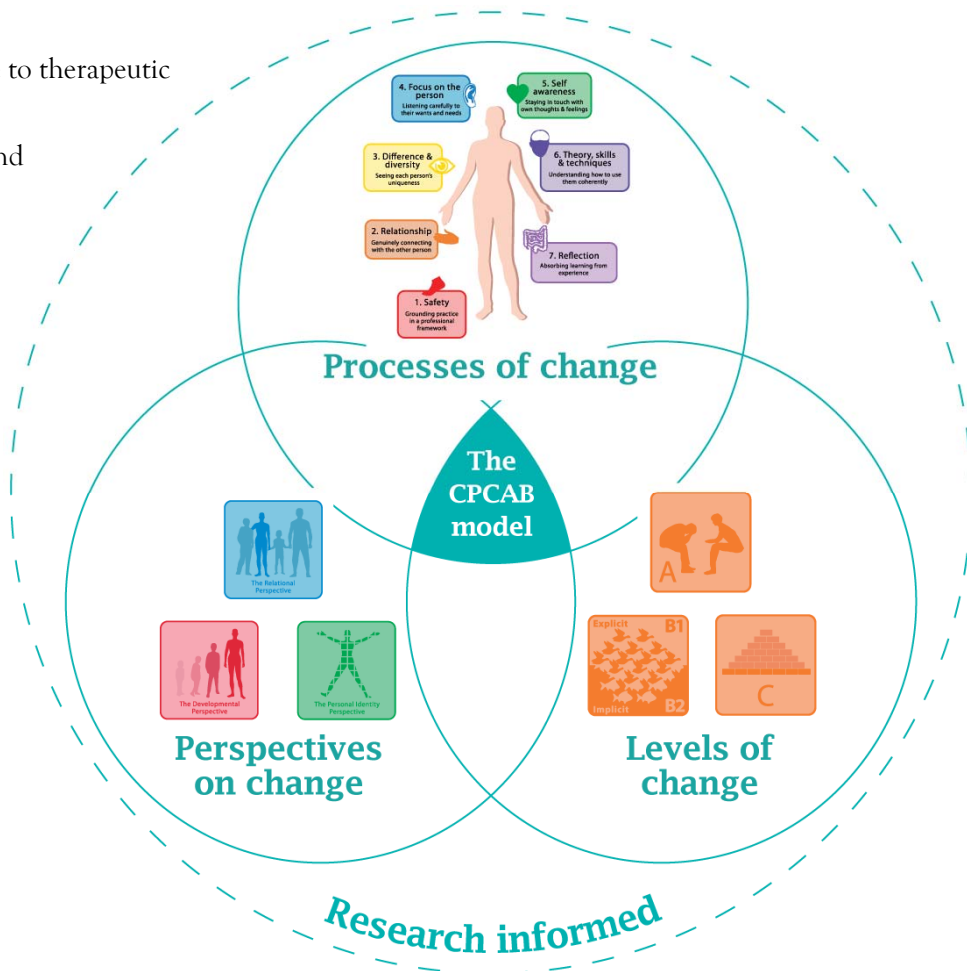 to therapeutic
nd
4. Focus on the
person
Listening carefully to
their wants and needs
5. Self
awareness
Staying in touch with
own thoughts & feelings
3. Difference &
diversity
Seeing each person's
uniqueness
6. Theory, skills
& techniques
Understanding how to use
them coherently
2. Relationship
Genuinely connecting
with the other person
7. Reflection
Absorbing learning from
experience
1. Safety
Grounding practice
in a professional
framework
Processes of change
The
CPCAB
model
The Relational
Perspective
The Developmental
Perspective
The Personal Identity
Perspective
Perspectives
on change
A
Explicit B1
Implicit B2
C
Levels of
change
Research informed